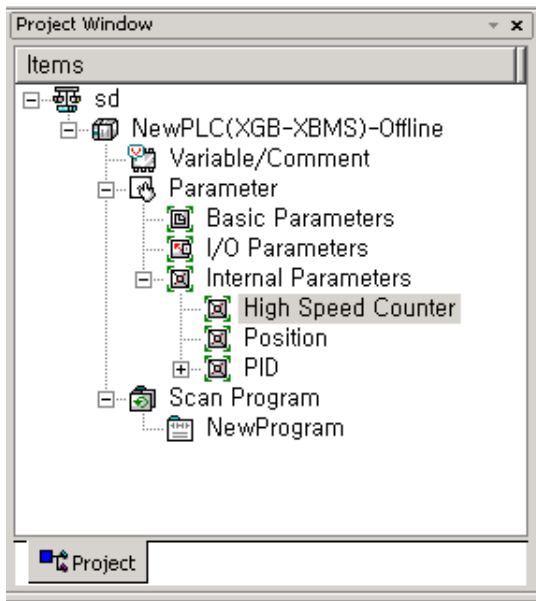 Project Window
Items
sd
NewPLC(XGB-XBMS)-Offline
Variable/Comment
Parameter
Basic Parameters
I/O Parameters
Internal Parameters
High Speed Counter
Position
PID
Scan Program
NewProgram
Project